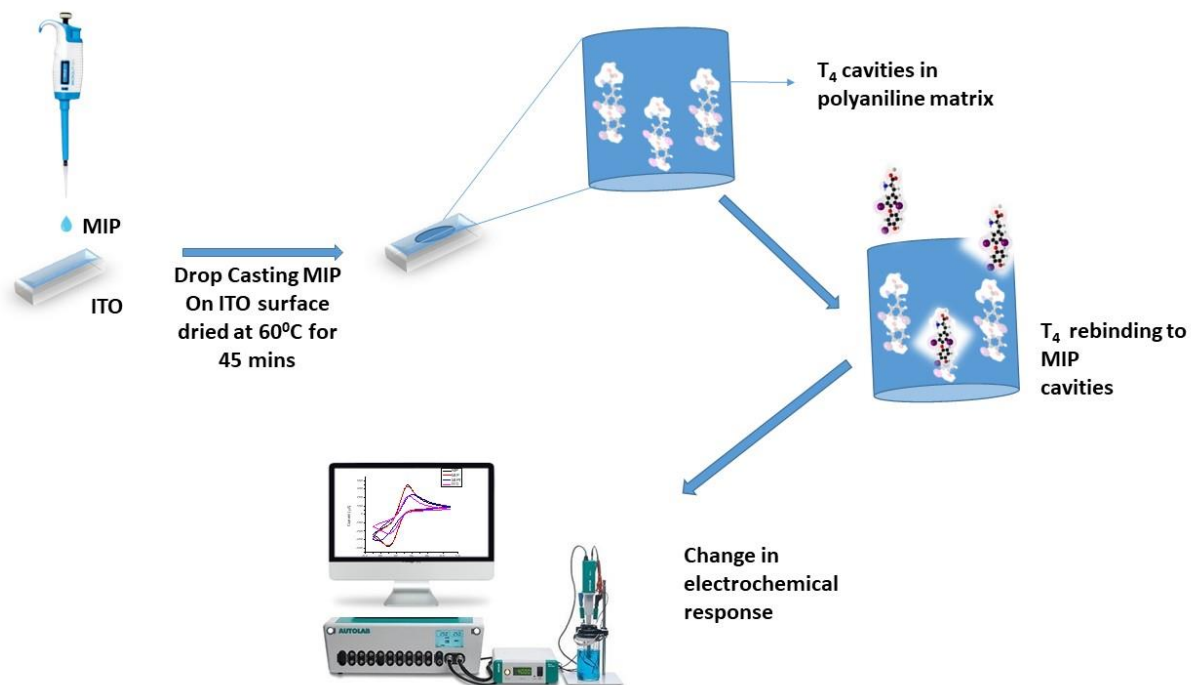 MIP
ITO
Drop Casting MIP
On ITO surface
dried at 60⁰C for
45 mins
T₄ cavities in
polyaniline matrix
T₄ rebinding to
MIP
cavities
Change in
electrochemical
response
AUTOLAB